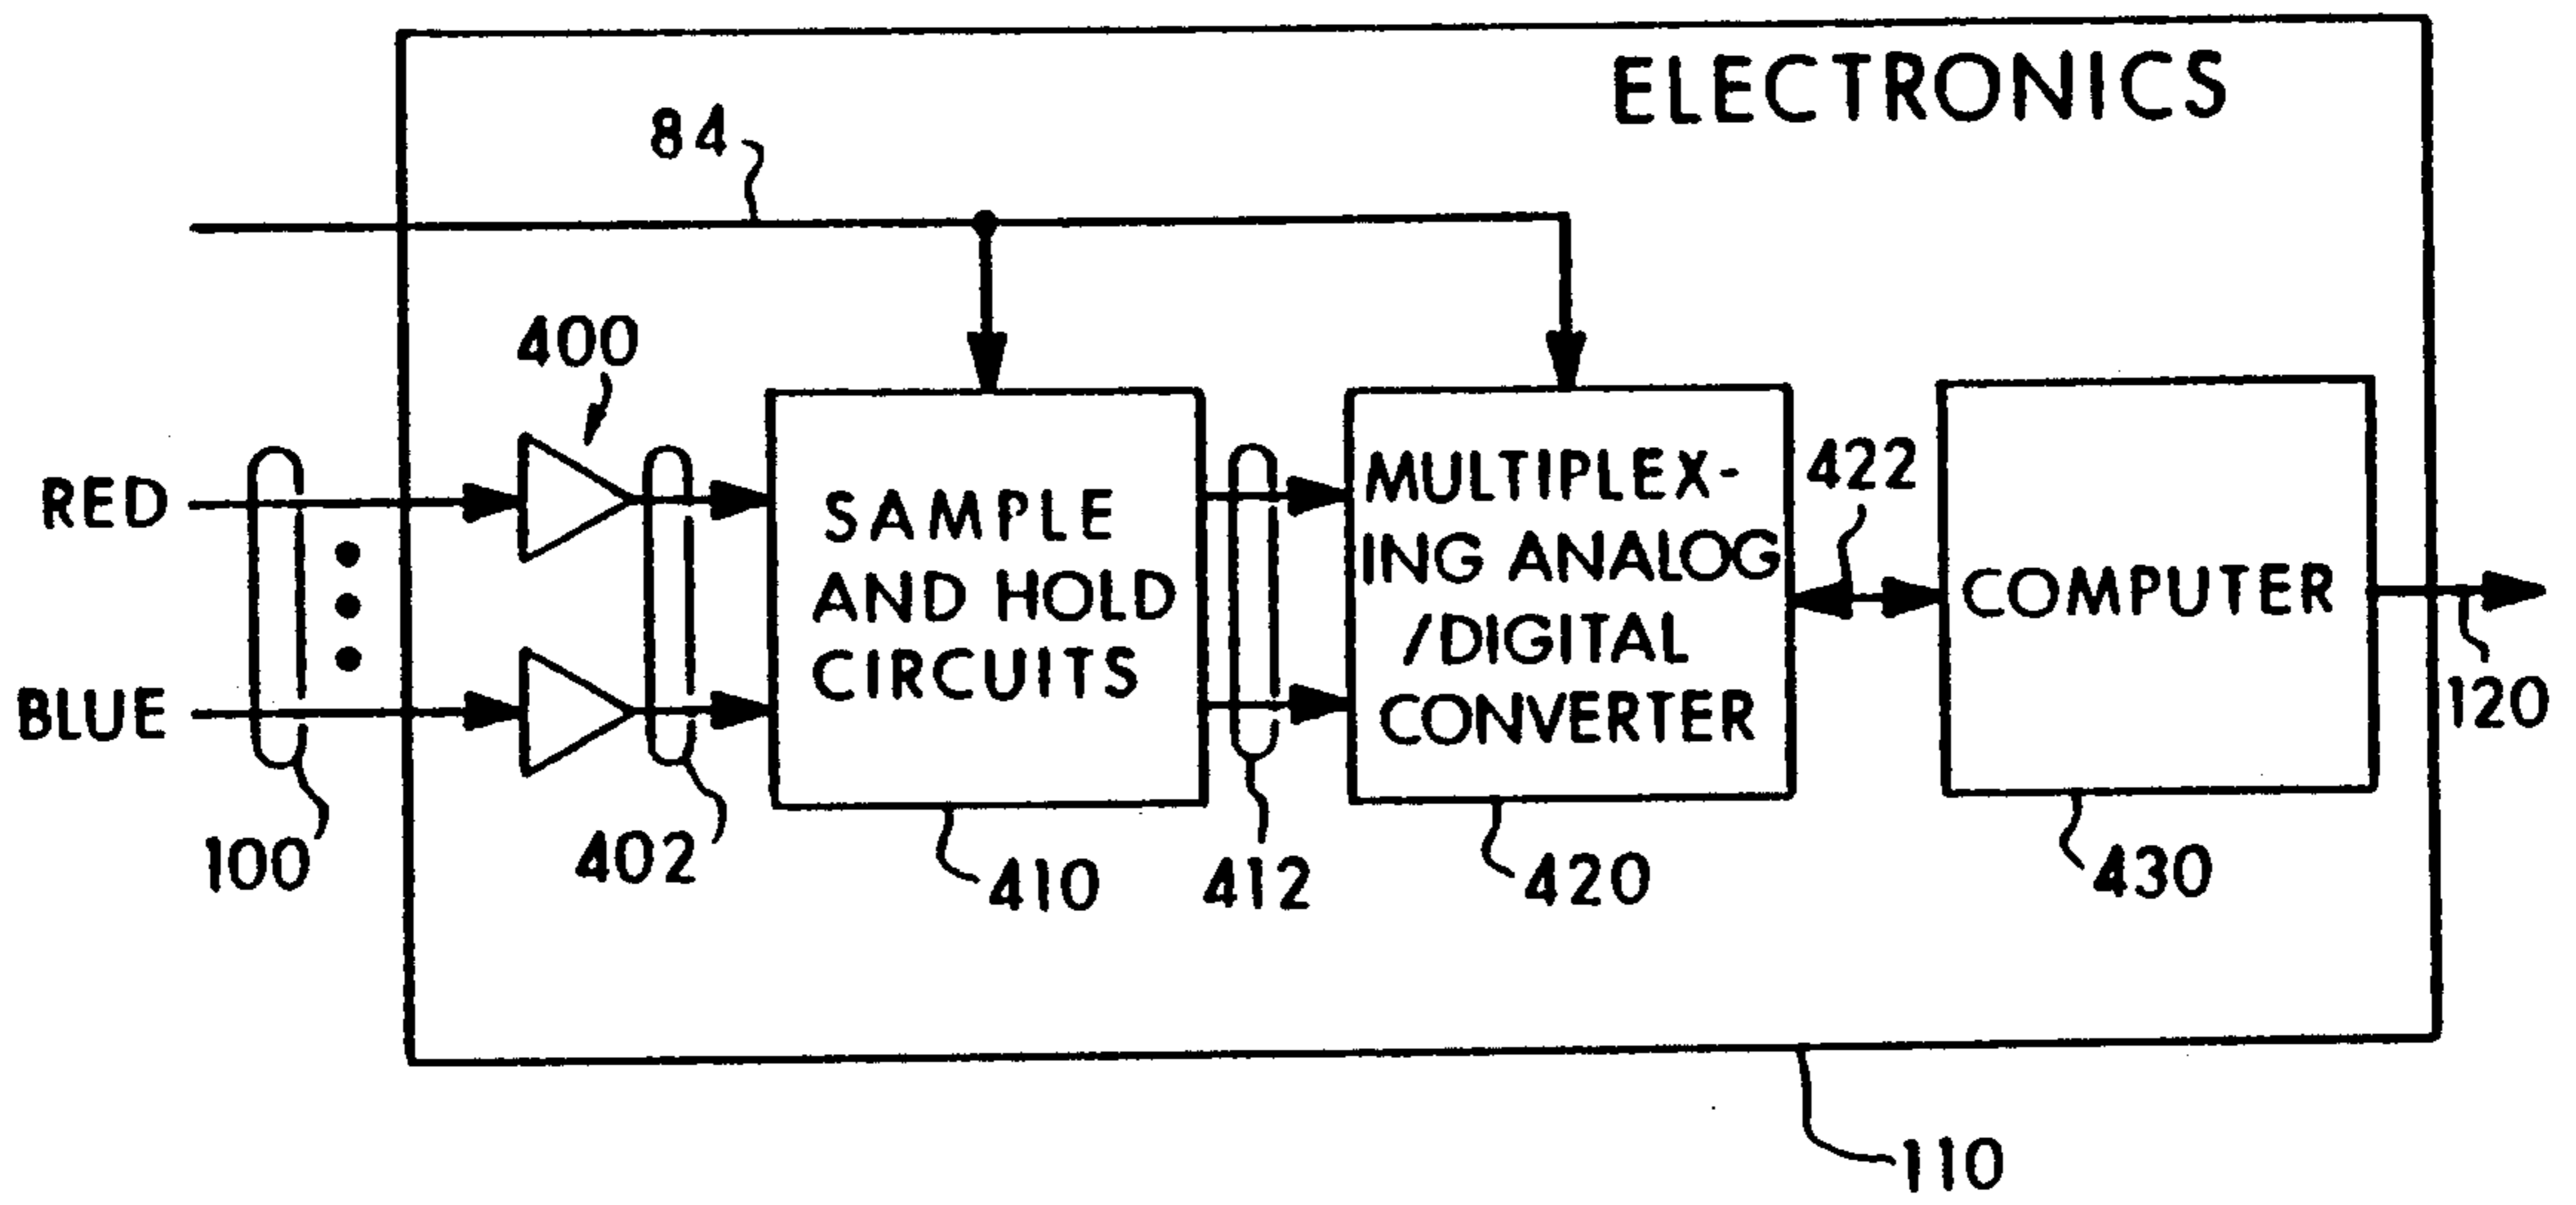 ELECTRONICS
84
400
RED
BLUE
100
402
SAMPLE
AND HOLD
CIRCUITS
410
412
MULTIPLEX-
ING ANALOG
/DIGITAL
CONVERTER
420
422
COMPUTER
430
120
110